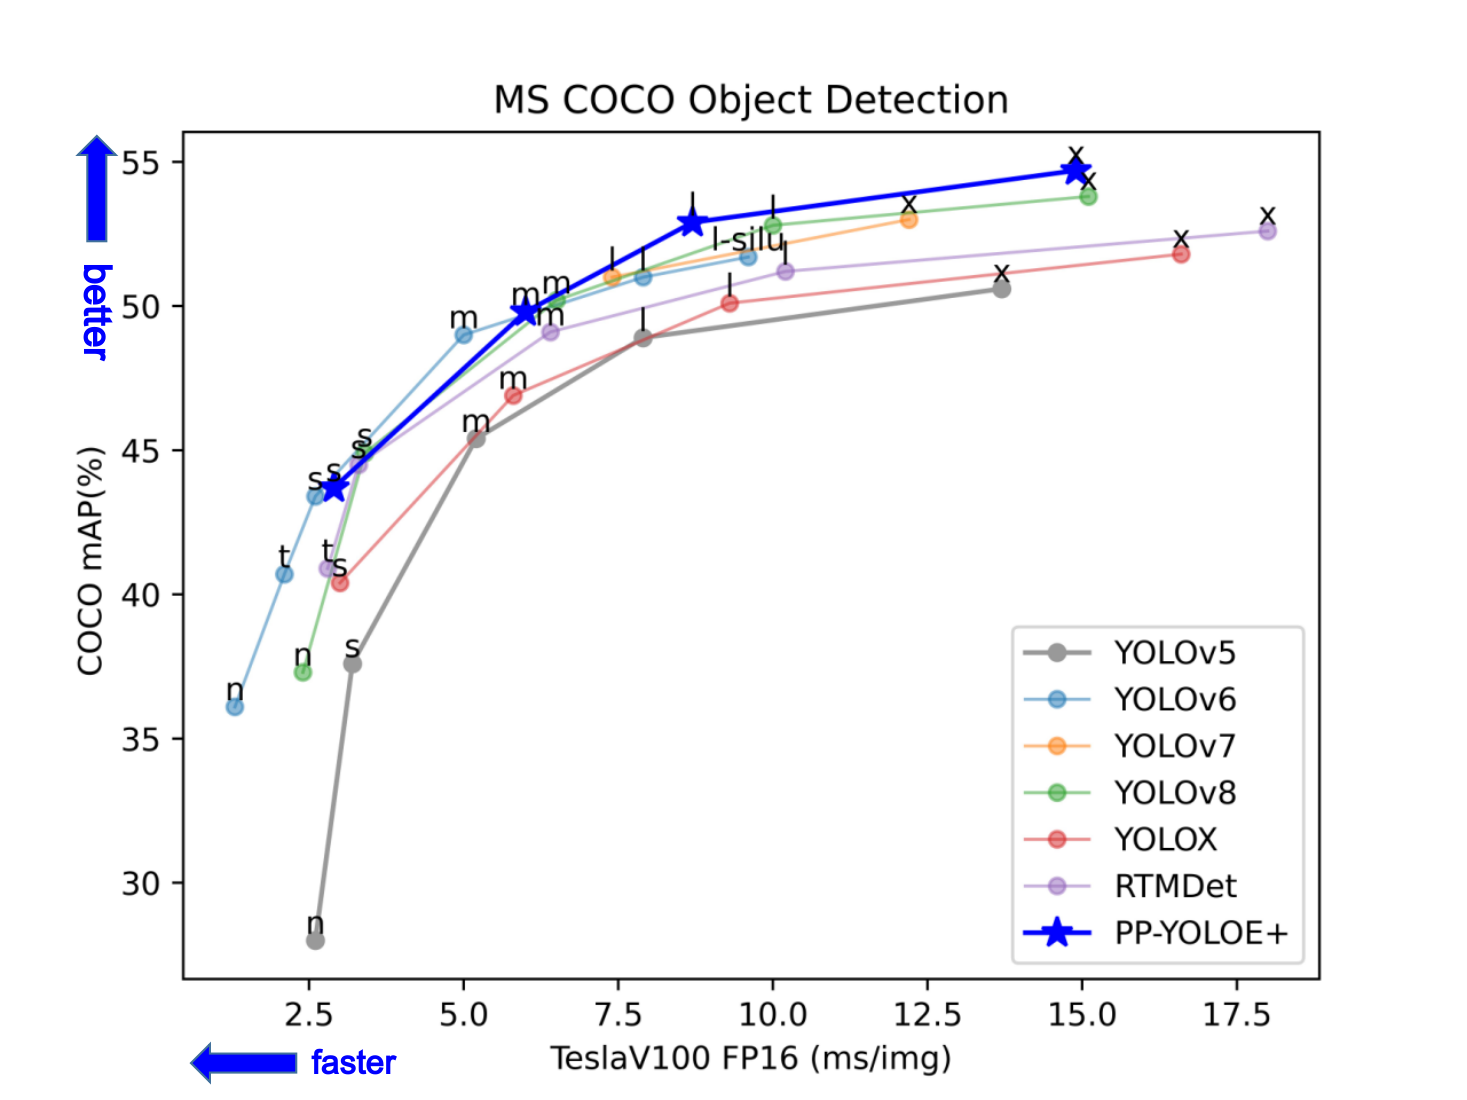 MS COCO Object Detection
55
50
45
40
35
30
better
COCO mAP(%)
x
x
x
x
x
x
l
l
l-silu
l
l
l
l
l
m
m
m
m
m
m
s
s
s
s
s
s
t
t
n
n
n
YOLOv5
YOLOv6
YOLOv7
YOLOv8
YOLOX
RTMDet
PP-YOLOE+
2.5 5.0 7.5 10.0 12.5 15.0 17.5
TeslaV100 FP16 (ms/img)
faster